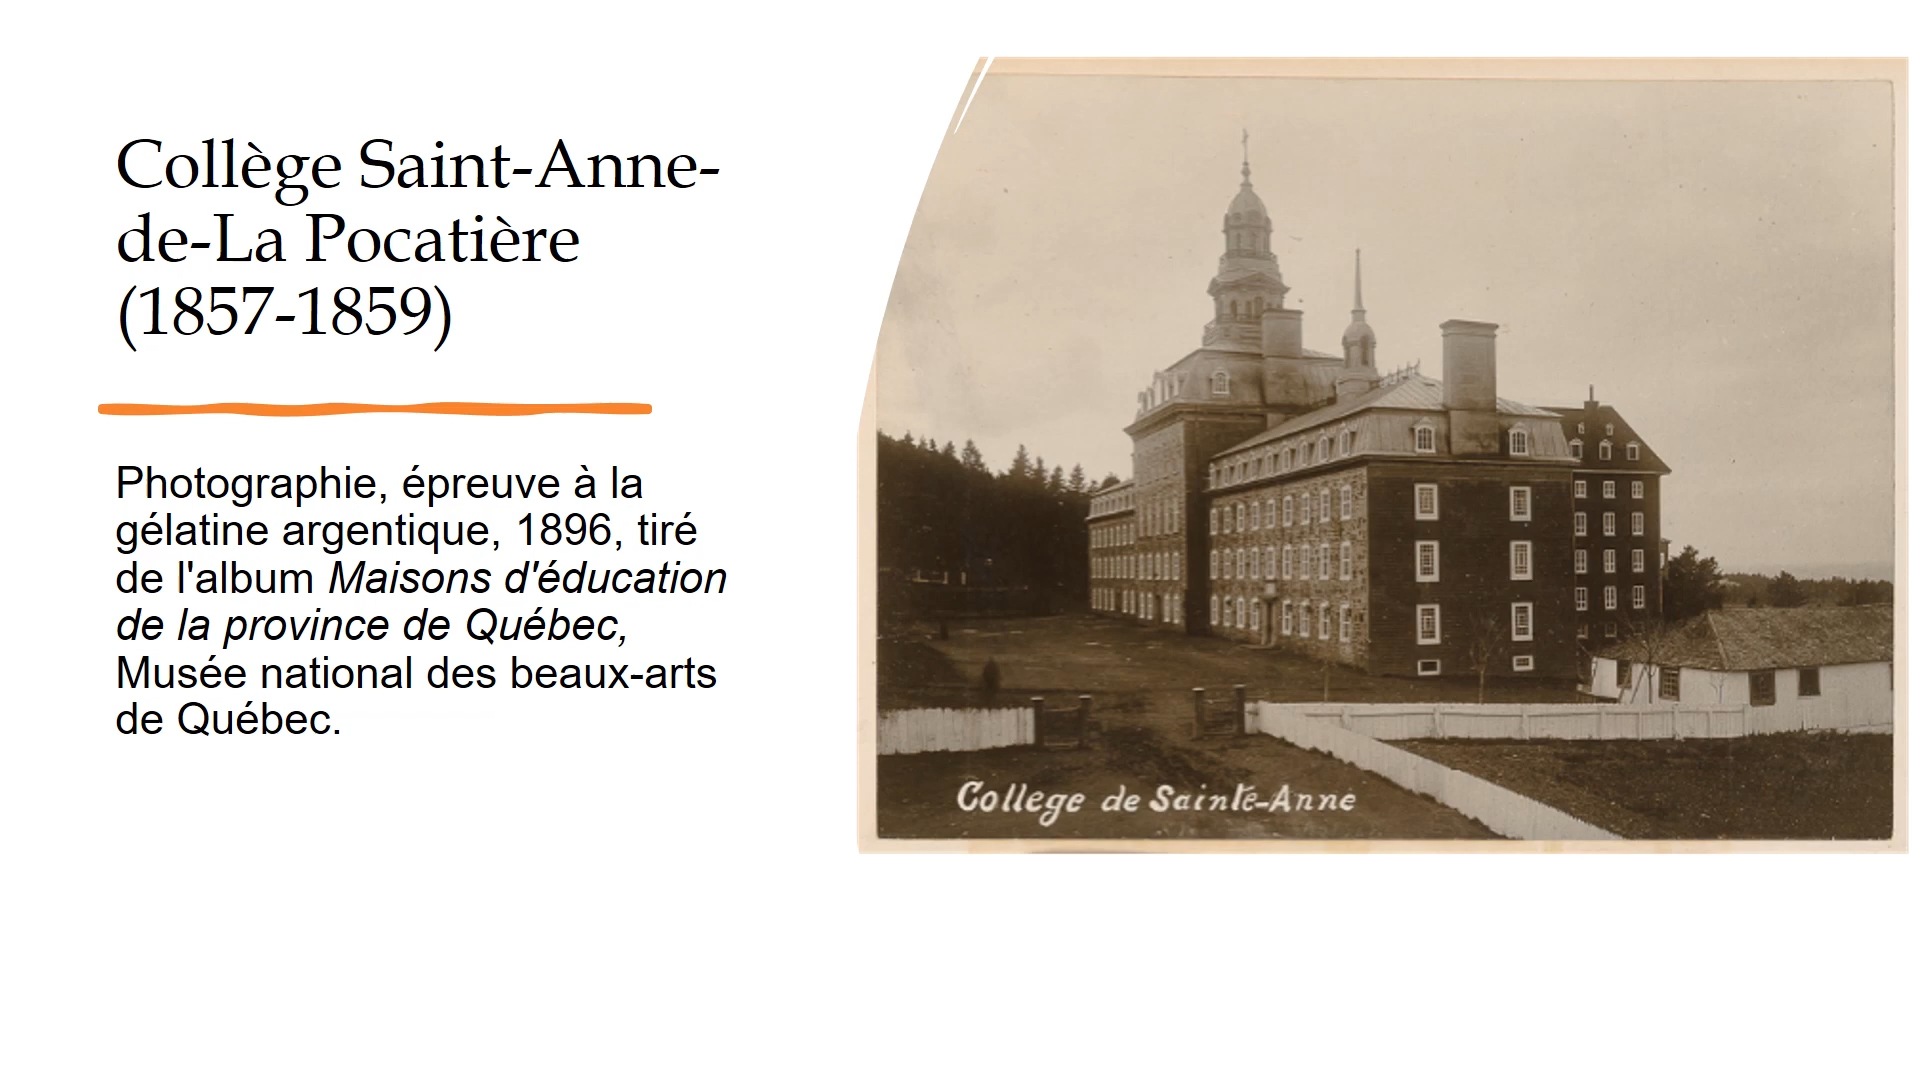 Collège Saint-Anne-
de-La Pocatière
(1857-1859)
Photographie, épreuve à la
gélatine argentique, 1896, tiré
de l'album Maisons d'éducation
de la province de Québec,
Musée national des beaux-arts
de Québec.
College de Sainte-Anne